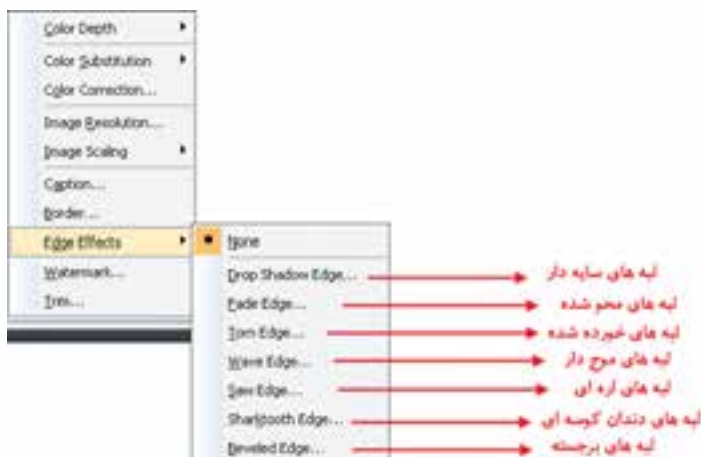 Color Depth
Color Substitution
Color Correction...
Image Resolution...
Image Scaling
Caption...
Border...
Edge Effects
Watermark...
Trim...
None
Drop Shadow Edge... لبه های سایه دار
Fade Edge... لبه های محو شده
Torn Edge... لبه های خورده شده
Wave Edge... لبه های موج دار
Saw Edge... لبه های اره ای
Sharktooth Edge... لبه های دندان کوسه ای
Beveled Edge... لبه های برجسته